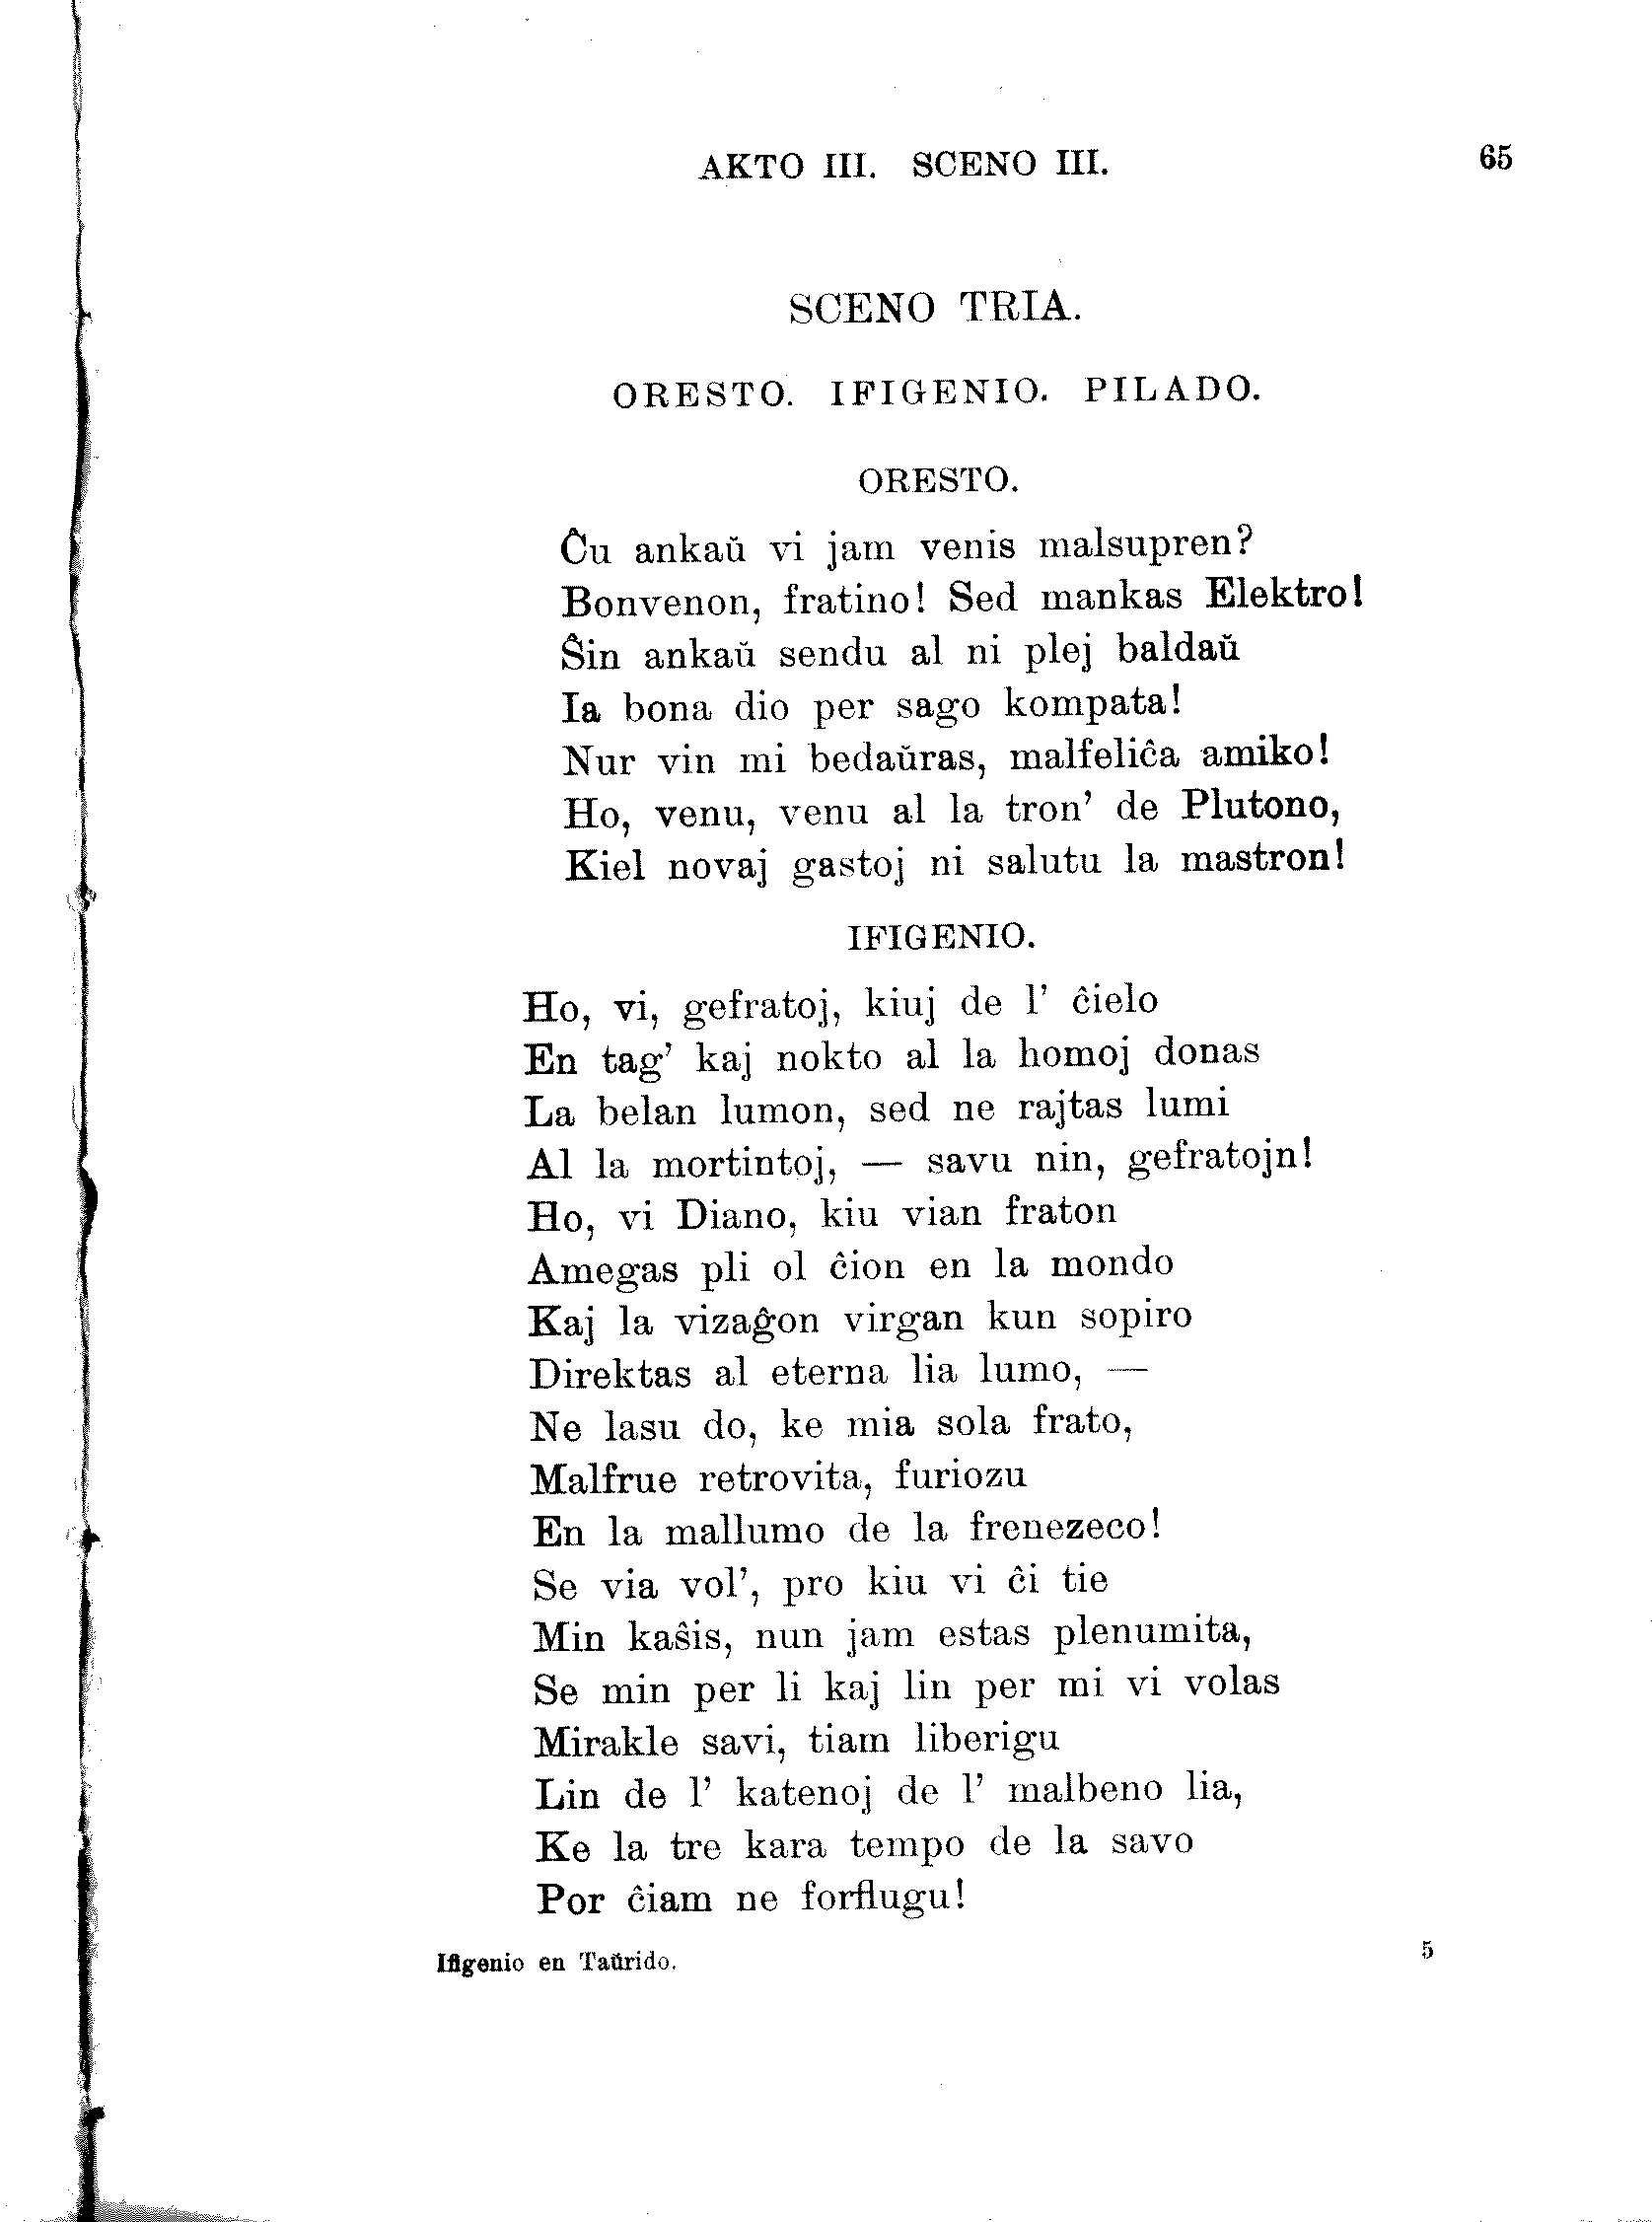 AKTO III. SCENO III. 65
SCENO TRIA.
ORESTO. IFIGENIO. PILADO.
ORESTO.
Ĉu ankaŭ vi jam venis malsupren?
Bonvenon, fratino! Sed mankas Elektro!
Ŝin ankaŭ sendu al ni plej baldaŭ
Ia bona dio per sago kompata!
Nur vin mi bedaŭras, malfeliĉa amiko!
Ho, venu, venu al la tron’ de Plutono,
Kiel novaj gastoj ni salutu la mastron!
IFIGENIO.
Ho, vi, gefratoj, kiuj de l’ ĉielo
En tag’ kaj nokto al la homoj donas
La belan lumon, sed ne rajtas lumi
Al la mortintoj, — savu nin, gefratojn!
Ho, vi Diano, kiu vian fraton
Amegas pli ol ĉion en la mondo
Kaj la vizaĝon virgan kun sopiro
Direktas al eterna lia lumo, —
Ne lasu do, ke mia sola frato,
Malfrue retrovita, furiozu
En la mallumo de la frenezeco!
Se via vol’, pro kiu vi ĉi tie
Min kaŝis, nun jam estas plenumita,
Se min per li kaj lin per mi vi volas
Mirakle savi, tiam liberigu
Lin de l’ katenoj de l’ malbeno lia,
Ke la tre kara tempo de la savo
Por ĉiam ne forflugu!
Ifigenio en Taŭrido. 5